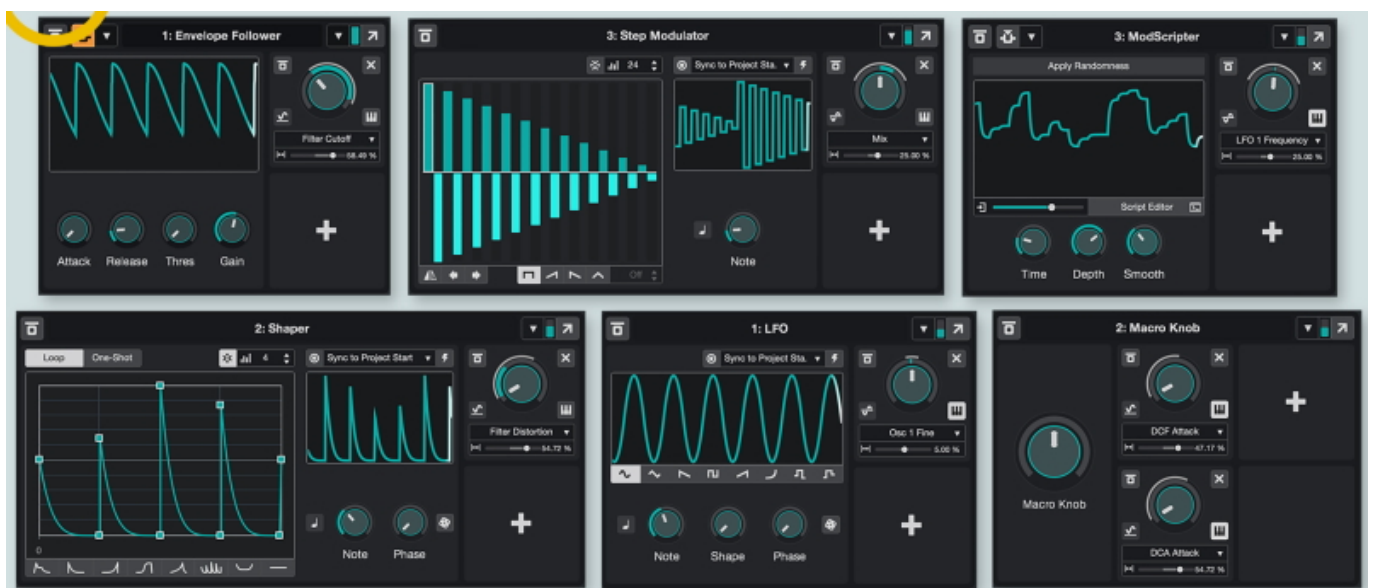 1: Envelope Follower
Filter Cutoff
68.49 %
Attack Release Thres Gain
3: Step Modulator
24
Sync to Project Sta.
Mix
25.00 %
Note
Off
3: ModScripter
Apply Randomness
LFO 1 Frequency
25.00 %
Script Editor
Time Depth Smooth
2: Shaper
Loop One-Shot
4
Sync to Project Start
Filter Distortion
54.72 %
0
Note Phase
1: LFO
Sync to Project Sta.
Osc 1 Fine
5.00 %
Note Shape Phase
2: Macro Knob
Macro Knob
DCF Attack
47.17 %
DCA Attack
54.72 %